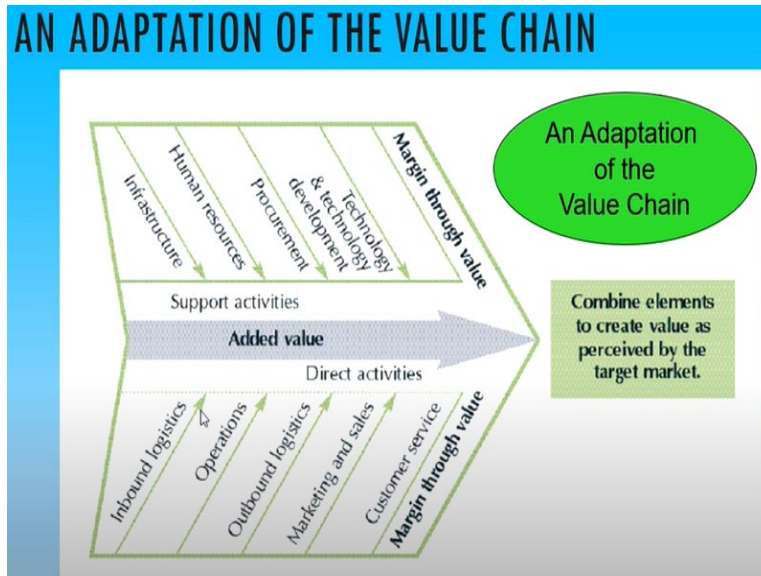 AN ADAPTATION OF THE VALUE CHAIN
An Adaptation
of the
Value Chain
Infrastructure
Human resources
Procurement
Technology
& technology
development
Margin through value
Support activities
Added value
Direct activities
Combine elements
to create value as
perceived by the
target market.
Inbound logistics
Operations
Outbound logistics
Marketing and sales
Customer service
Margin through value